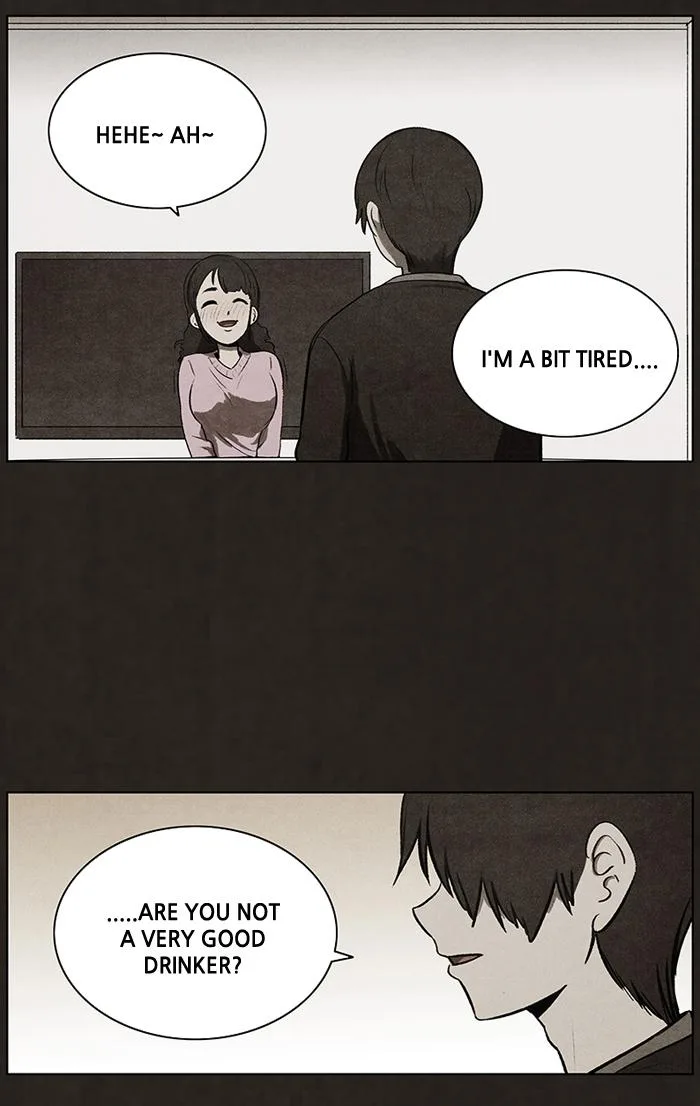 HEHE~ AH~
I'M A BIT TIRED....
.....ARE YOU NOT
A VERY GOOD
DRINKER?